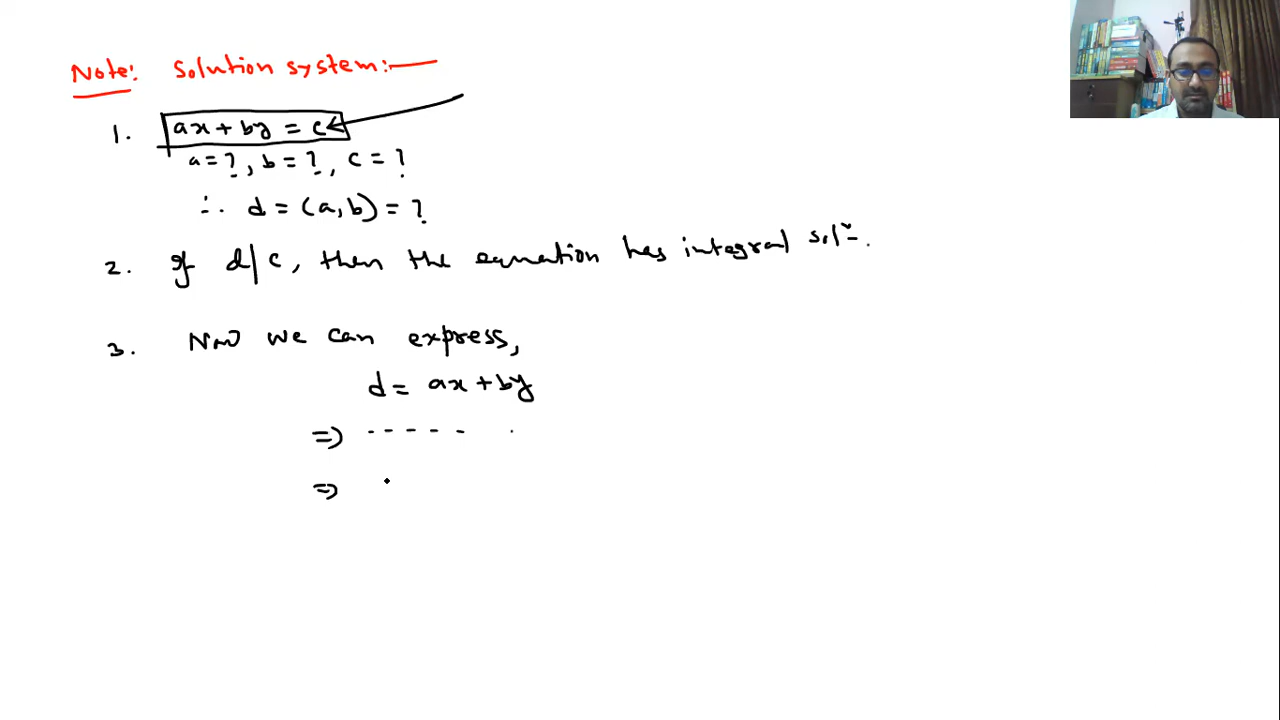 Note: Solution system:—
1. ax + by = c
a = ?, b = ?, c = ?
∴ d = (a, b) = ?
2. If d/c, then the equation has integral solⁿ.
3. Now we can express,
d = ax + by
⇒ - - - - - .
⇒